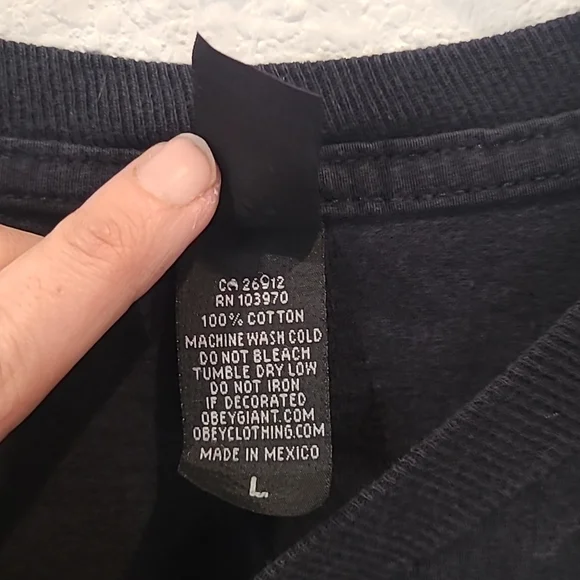 CA 26912
RN 103970
100% COTTON
MACHINE WASH COLD
DO NOT BLEACH
TUMBLE DRY LOW
DO NOT IRON
IF DECORATED
OBEYGIANT.COM
OBEYCLOTHING.COM
MADE IN MEXICO
L